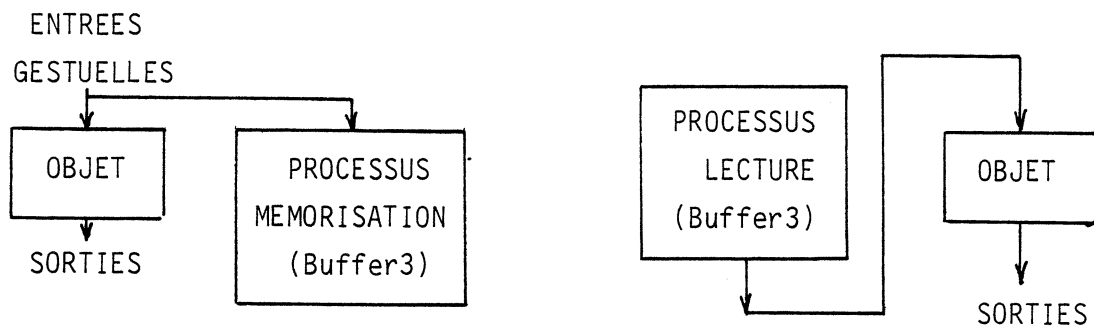 ENTREES
GESTUELLES
OBJET
SORTIES
PROCESSUS
MEMORISATION
(Buffer3)
PROCESSUS
LECTURE
(Buffer3)
OBJET
SORTIES